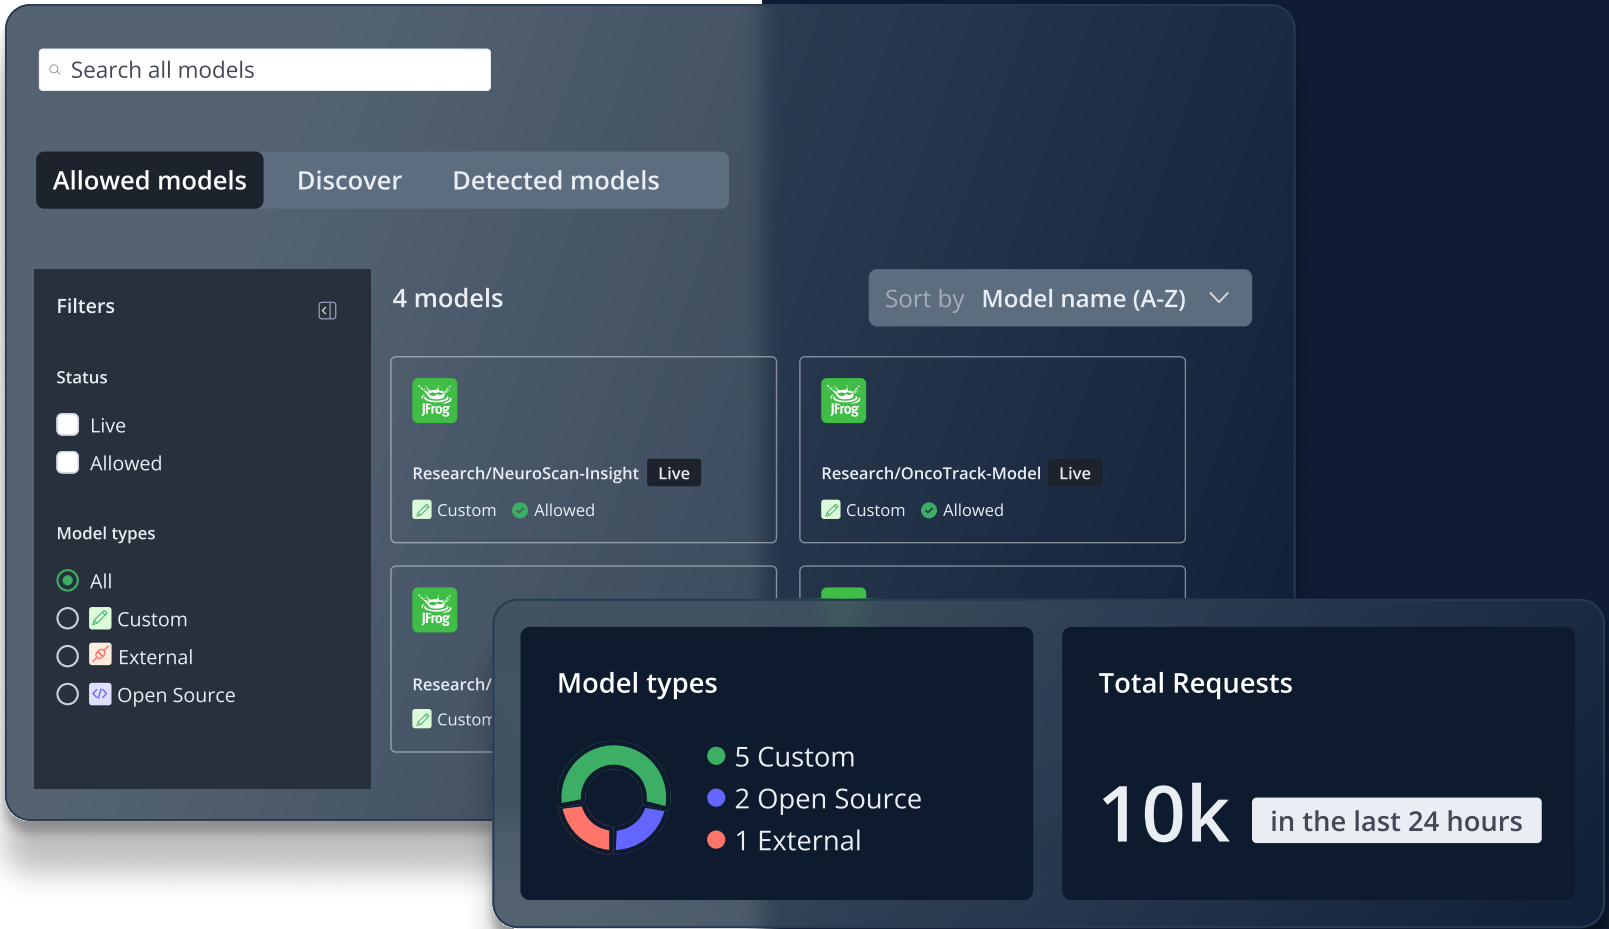 Search all models
Allowed models Discover Detected models
Filters
Status
Live
Allowed
Model types
All
Custom
External
Open Source
4 models
Sort by Model name (A-Z)
JFrog
Research/NeuroScan-Insight Live
Custom Allowed
JFrog
Research/OncoTrack-Model Live
Custom Allowed
JFrog
Research/
Custom
Model types
5 Custom
2 Open Source
1 External
Total Requests
10k in the last 24 hours